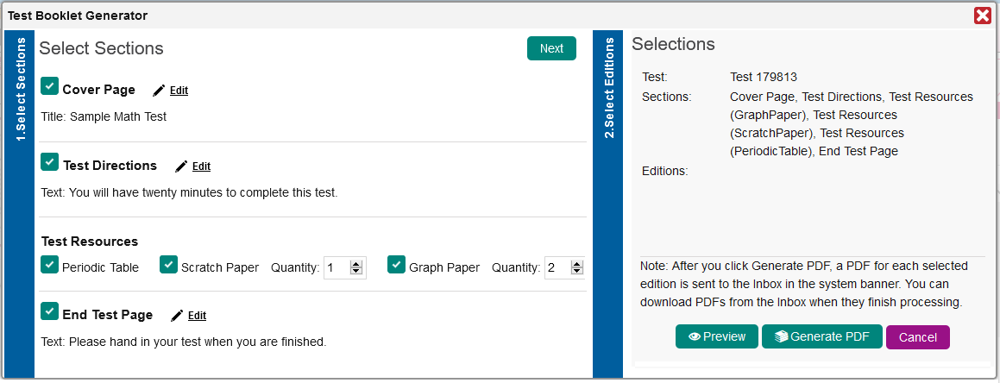 Test Booklet Generator
1.Select Sections
Select Sections
Next
Cover Page
Edit
Title: Sample Math Test
Test Directions
Edit
Text: You will have twenty minutes to complete this test.
Test Resources
Periodic Table Scratch Paper Quantity: 1 Graph Paper Quantity: 2
End Test Page
Edit
Text: Please hand in your test when you are finished.
2.Select Editions
Selections
Test: Test 179813
Sections: Cover Page, Test Directions, Test Resources
(GraphPaper), Test Resources
(ScratchPaper), Test Resources
(PeriodicTable), End Test Page
Editions:
Note: After you click Generate PDF, a PDF for each selected
edition is sent to the Inbox in the system banner. You can
download PDFs from the Inbox when they finish processing.
Preview Generate PDF Cancel